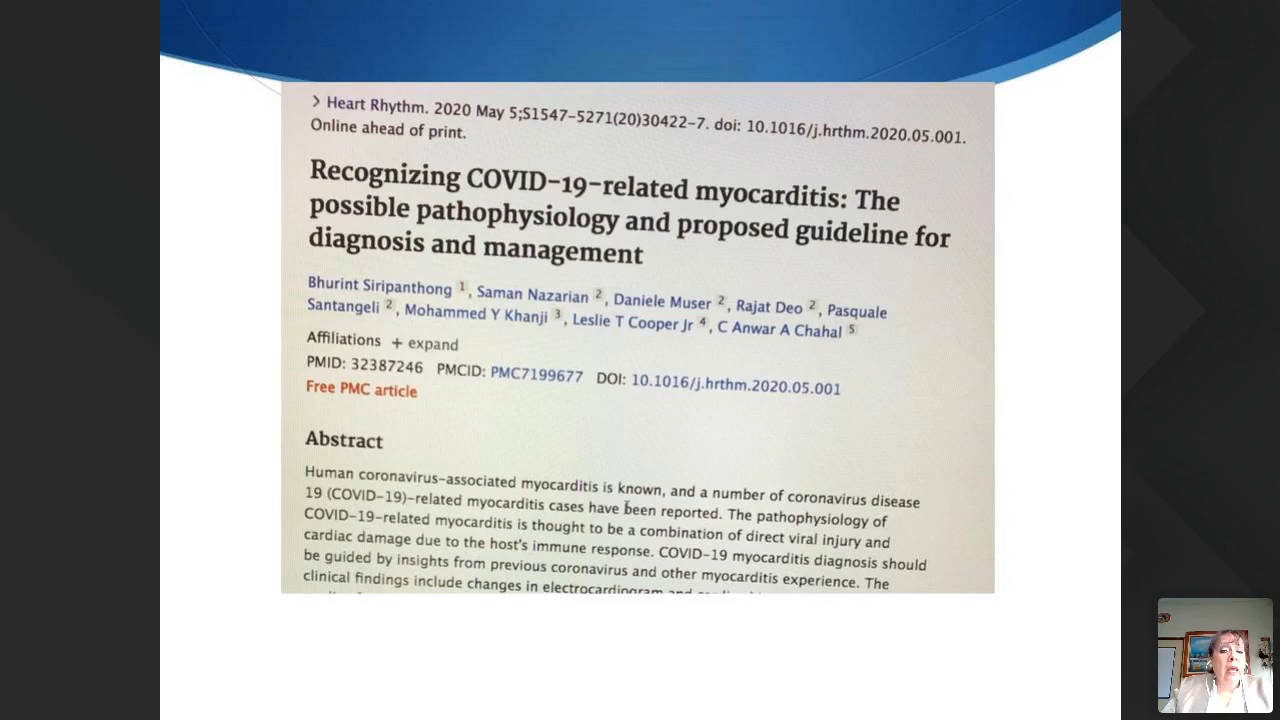 > Heart Rhythm. 2020 May 5;S1547-5271(20)30422-7. doi: 10.1016/j.hrthm.2020.05.001.
Online ahead of print.
Recognizing COVID-19-related myocarditis: The
possible pathophysiology and proposed guideline for
diagnosis and management
Bhurint Siripanthong 1, Saman Nazarian 2, Daniele Muser 2, Rajat Deo 2, Pasquale
Santangeli 2, Mohammed Y Khanji 3, Leslie T Cooper Jr 4, C Anwar A Chahal 5
Affiliations + expand
PMID: 32387246 PMCID: PMC7199677 DOI: 10.1016/j.hrthm.2020.05.001
Free PMC article
Abstract
Human coronavirus-associated myocarditis is known, and a number of coronavirus disease
19 (COVID-19)-related myocarditis cases have been reported. The pathophysiology of
COVID-19-related myocarditis is thought to be a combination of direct viral injury and
cardiac damage due to the host's immune response. COVID-19 myocarditis diagnosis should
be guided by insights from previous coronavirus and other myocarditis experience. The
clinical findings include changes in electrocardiogram and